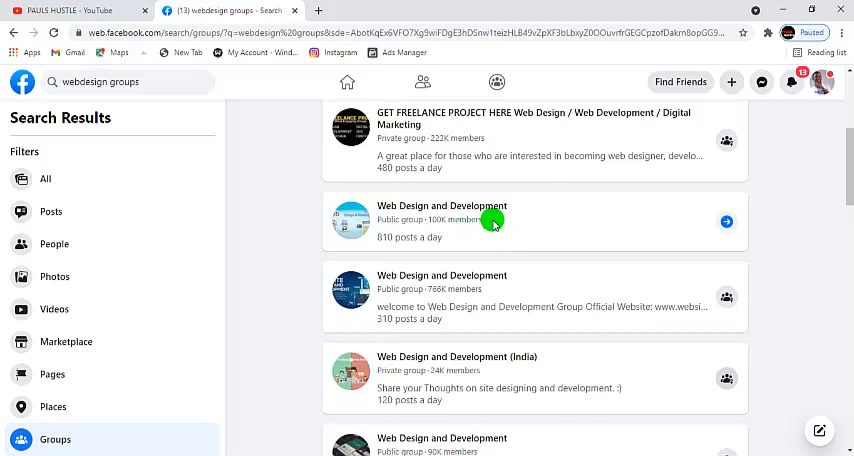 PAULS HUSTLE - YouTube
(13) webdesign groups - Search
web.facebook.com/search/groups/?q=webdesign%20groups&sde=AbotKqEx6VFO7Xg9wiFDgE3hDSnw1teizHLB49vZpXF3bLbxyZ0OOuvrfrGEGCpzofDakrn8opGG9...
Paused
Apps
Gmail
Maps
New Tab
My Account - Wind...
Instagram
Ads Manager
Reading list
webdesign groups
Find Friends
13
Search Results
Filters
All
Posts
People
Photos
Videos
Marketplace
Pages
Places
Groups
GET FREELANCE PROJECT HERE Web Design / Web Development / Digital
Marketing
Private group · 223K members
A great place for those who are interested in becoming web designer, develo...
480 posts a day
Web Design and Development
Public group · 100K members
810 posts a day
Web Design and Development
Public group · 766K members
welcome to Web Design and Development Group Official Website: www.websi...
310 posts a day
Web Design and Development (India)
Private group · 24K members
Share your Thoughts on site designing and development. :)
120 posts a day
Web Design and Development
Public group · 90K members